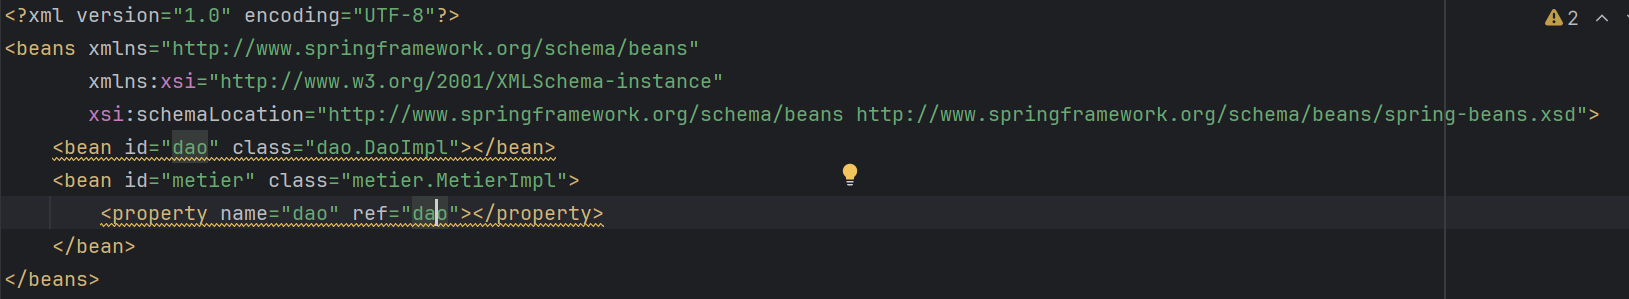 <?xml version="1.0" encoding="UTF-8"?>
2
<beans xmlns="http://www.springframework.org/schema/beans"
xmlns:xsi="http://www.w3.org/2001/XMLSchema-instance"
xsi:schemaLocation="http://www.springframework.org/schema/beans http://www.springframework.org/schema/beans/spring-beans.xsd">
<bean id="dao" class="dao.DaoImpl"></bean>
<bean id="metier" class="metier.MetierImpl">
<property name="dao" ref="dao"></property>
</bean>
</beans>